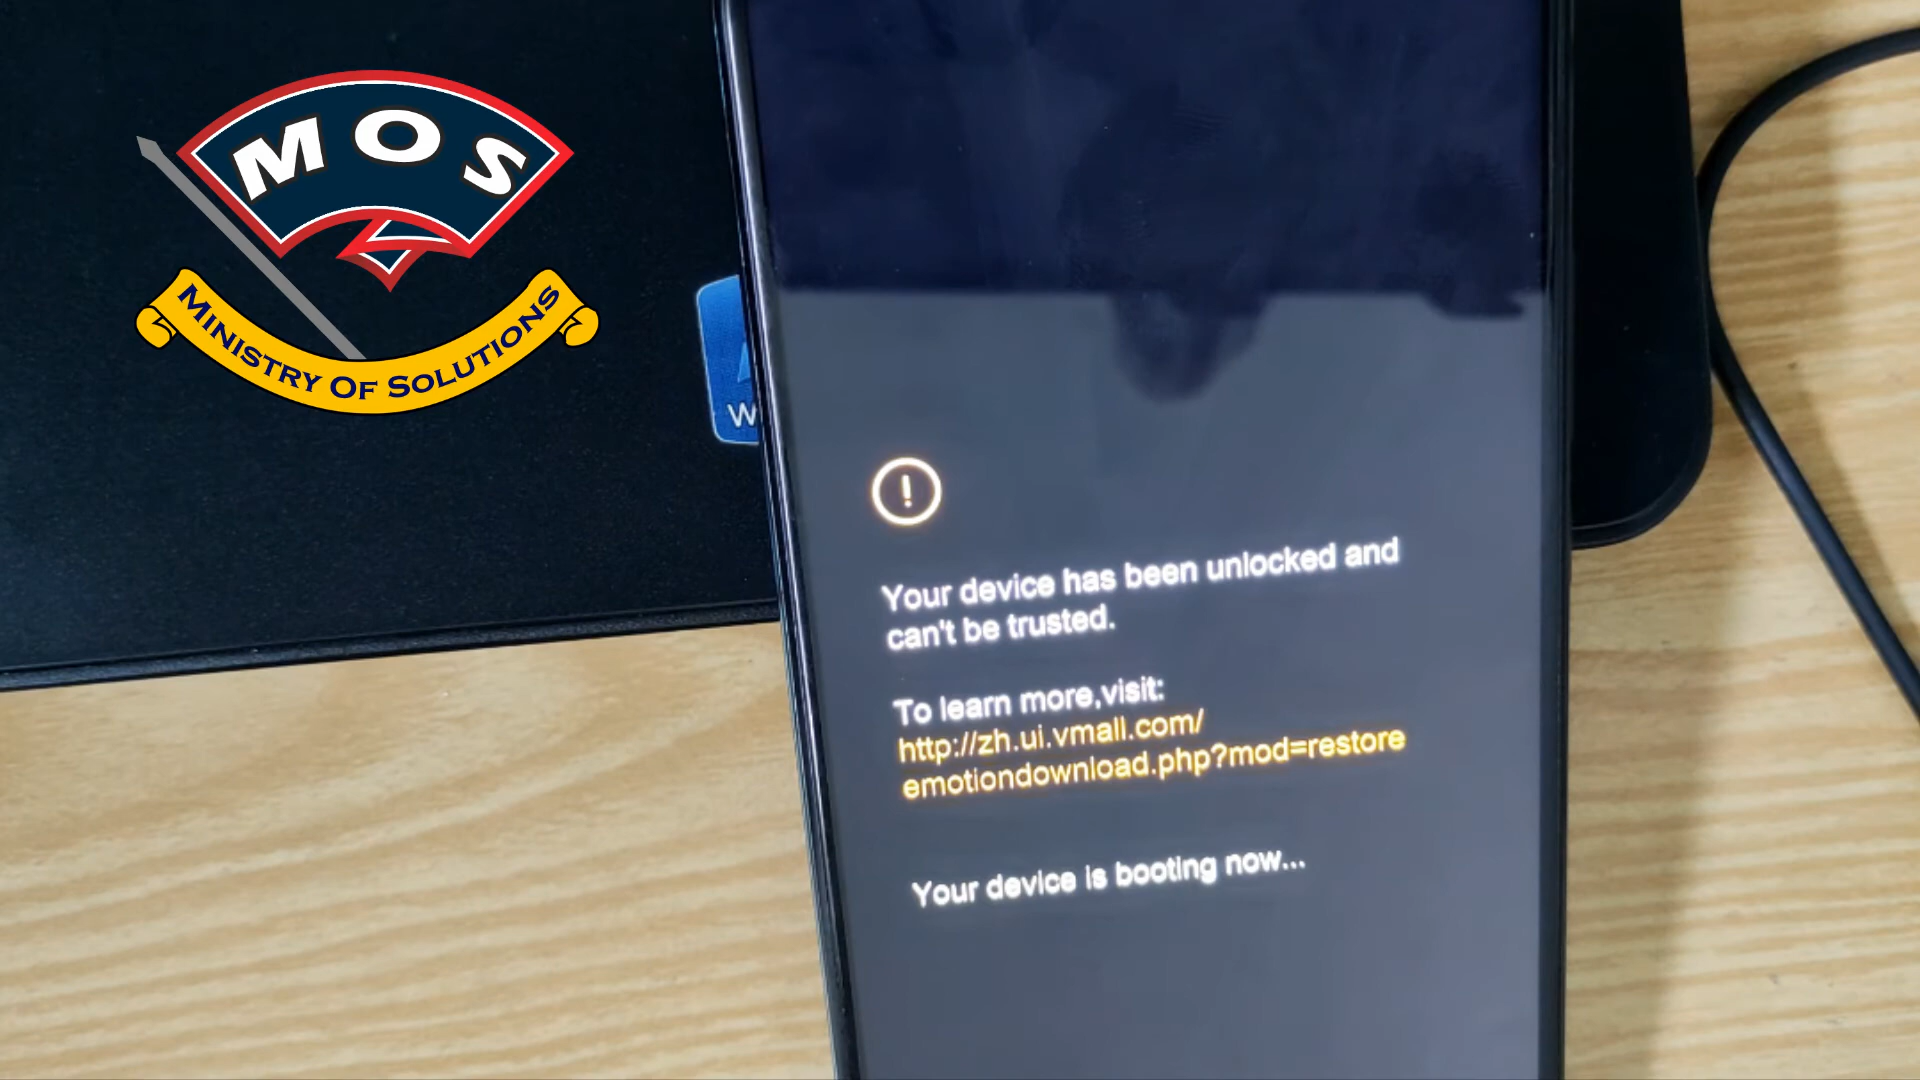 MOS
MINISTRY OF SOLUTIONS
W
Your device has been unlocked and
can't be trusted.
To learn more,visit:
http://zh.ui.vmall.com/
emotiondownload.php?mod=restore
Your device is booting now...